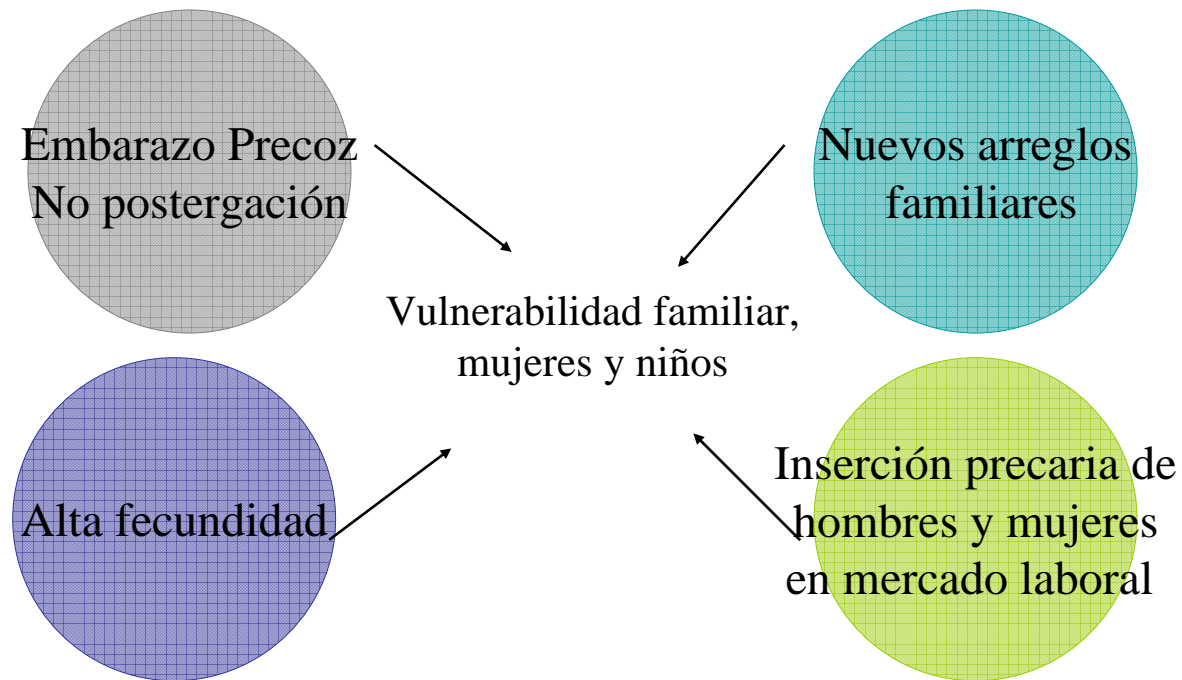 Embarazo Precoz
No postergación
Nuevos arreglos
familiares
Vulnerabilidad familiar,
mujeres y niños
Alta fecundidad
Inserción precaria de
hombres y mujeres
en mercado laboral